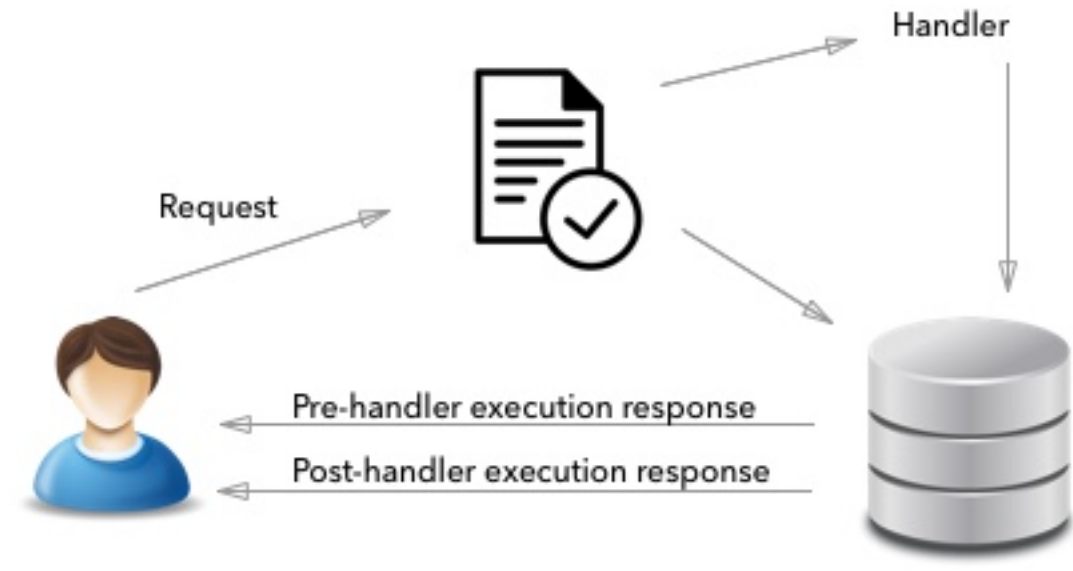 Handler
Request
Pre-handler execution response
Post-handler execution response